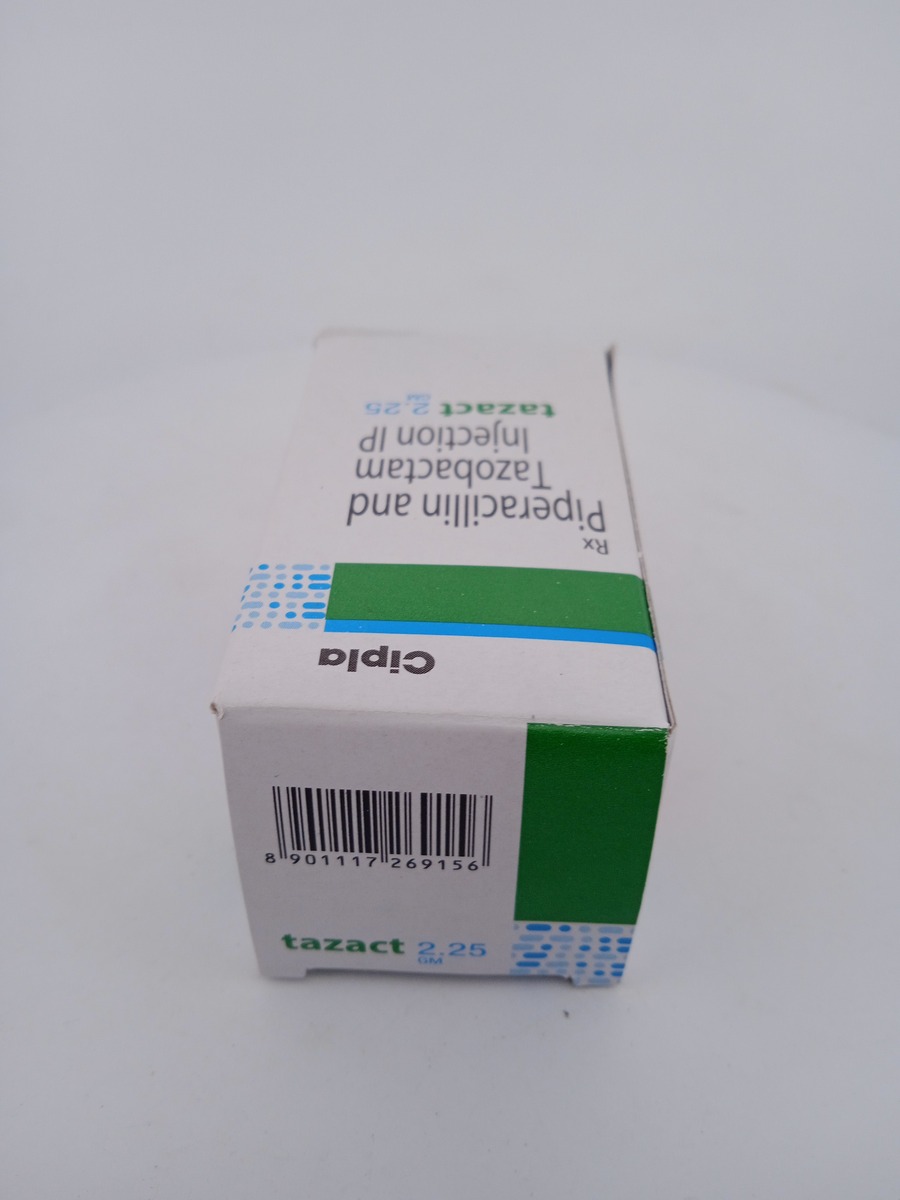 Rx
Piperacillin and
Tazobactam
Injection IP
tazact 2.25
GM
Cipla
8 901117 269156
tazact 2.25
GM